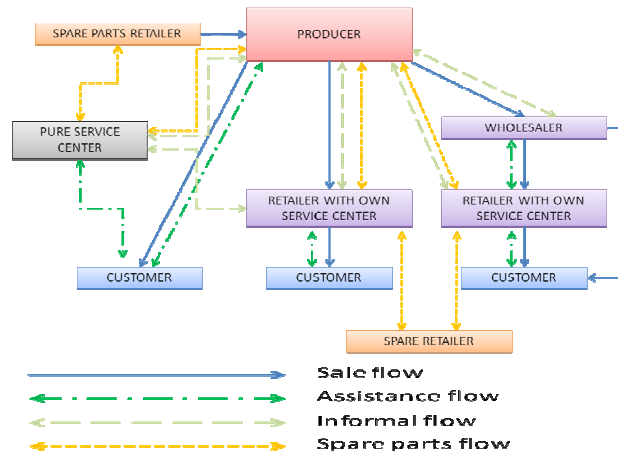 SPARE PARTS RETAILER
PRODUCER
PURE SERVICE
CENTER
WHOLESALER
RETAILER WITH OWN
SERVICE CENTER
RETAILER WITH OWN
SERVICE CENTER
CUSTOMER
CUSTOMER
CUSTOMER
SPARE RETAILER
Sale flow
Assistance flow
Informal flow
Spare parts flow